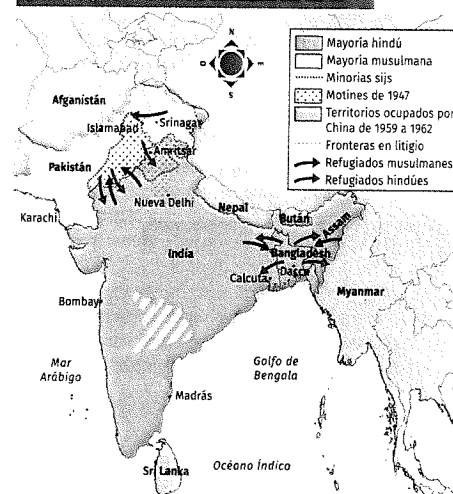 N
S
Mayoría hindú
Mayoría musulmana
Minorias sijs
Motines de 1947
Territorios ocupados por
China de 1959 a 1962
Fronteras en litigio
Refugiados musulmanes
Refugiados hindúes
Afganistán
Islamabad
Srinagar
Amritsar
Pakistán
Nueva Delhi
Karachi
Nepal
Bután
Assam
India
Bangladesh
Calcuta
Dacca
Myanmar
Bombay
Mar
Arábigo
Golfo de
Bengala
Madrás
Sri Lanka
Océano Índico